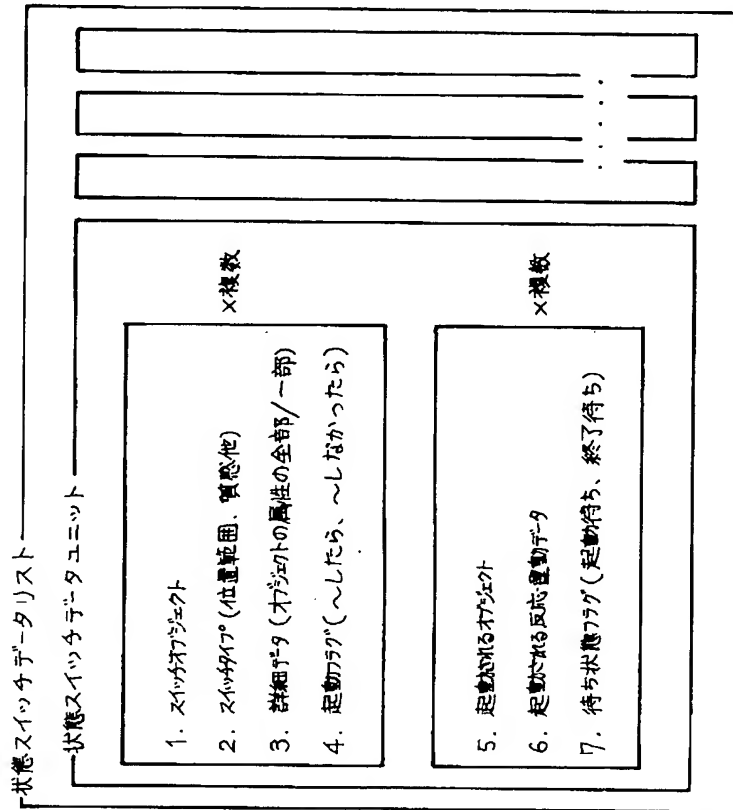 状態スイッチデータリスト
状態スイッチデータユニット
1. スイッチオブジェクト
2. スイッチタイプ(位置範囲、他)
3. 詳細データ(オブジェクトの属性の全部/一部)
4. 起動フラグ(〜したら、〜しなかったら)
×複数
5. 起動されるオブジェクト
6. 起動される反応・運動データ
7. 待ち状態フラグ(起動待ち、終了待ち)
×複数